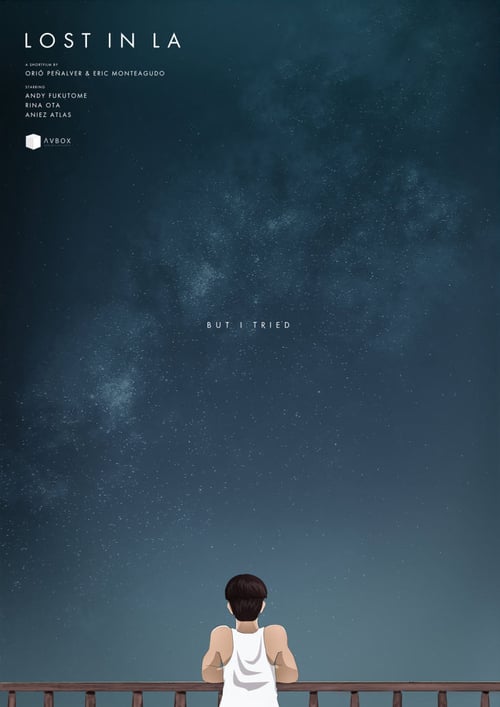 LOST IN LA
A SHORTFILM BY
ORIÓ PEÑALVER & ERIC MONTEAGUDO
STARRING
ANDY FUKUTOME
RINA OTA
ANIEZ ATLAS
AVBOX
BUT I TRIED